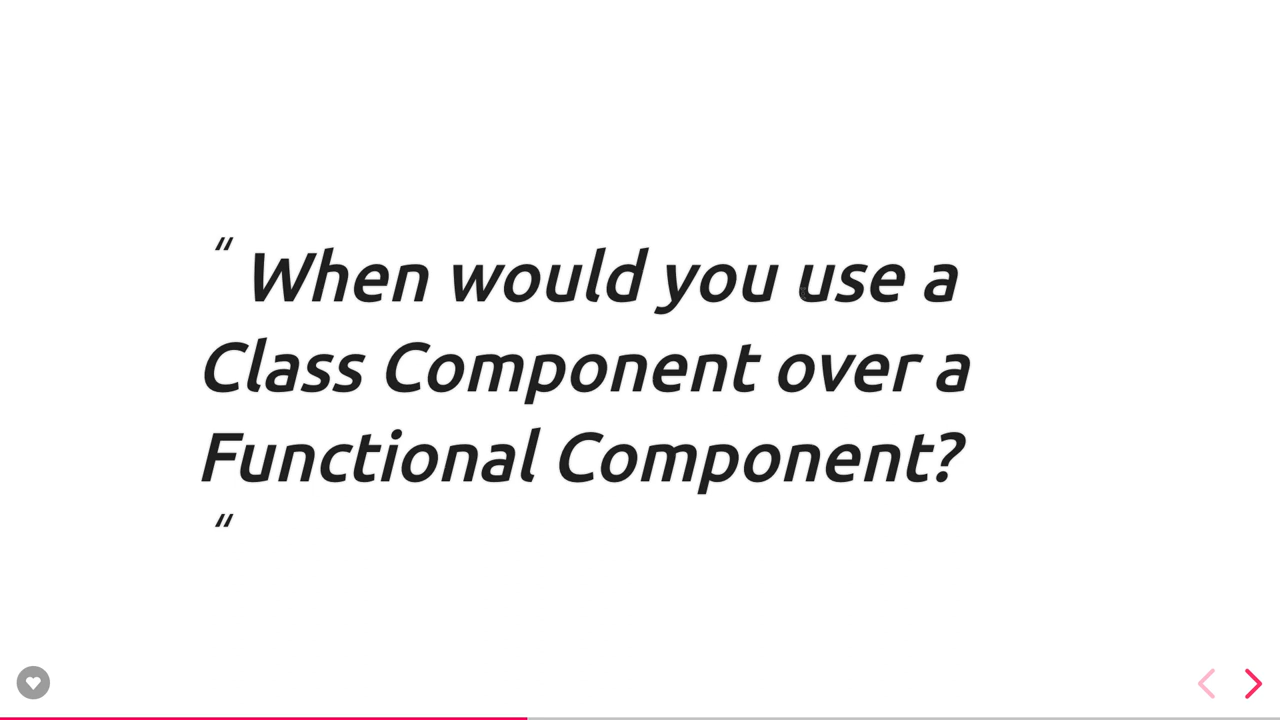 “ When would you use a
Class Component over a
Functional Component?
“